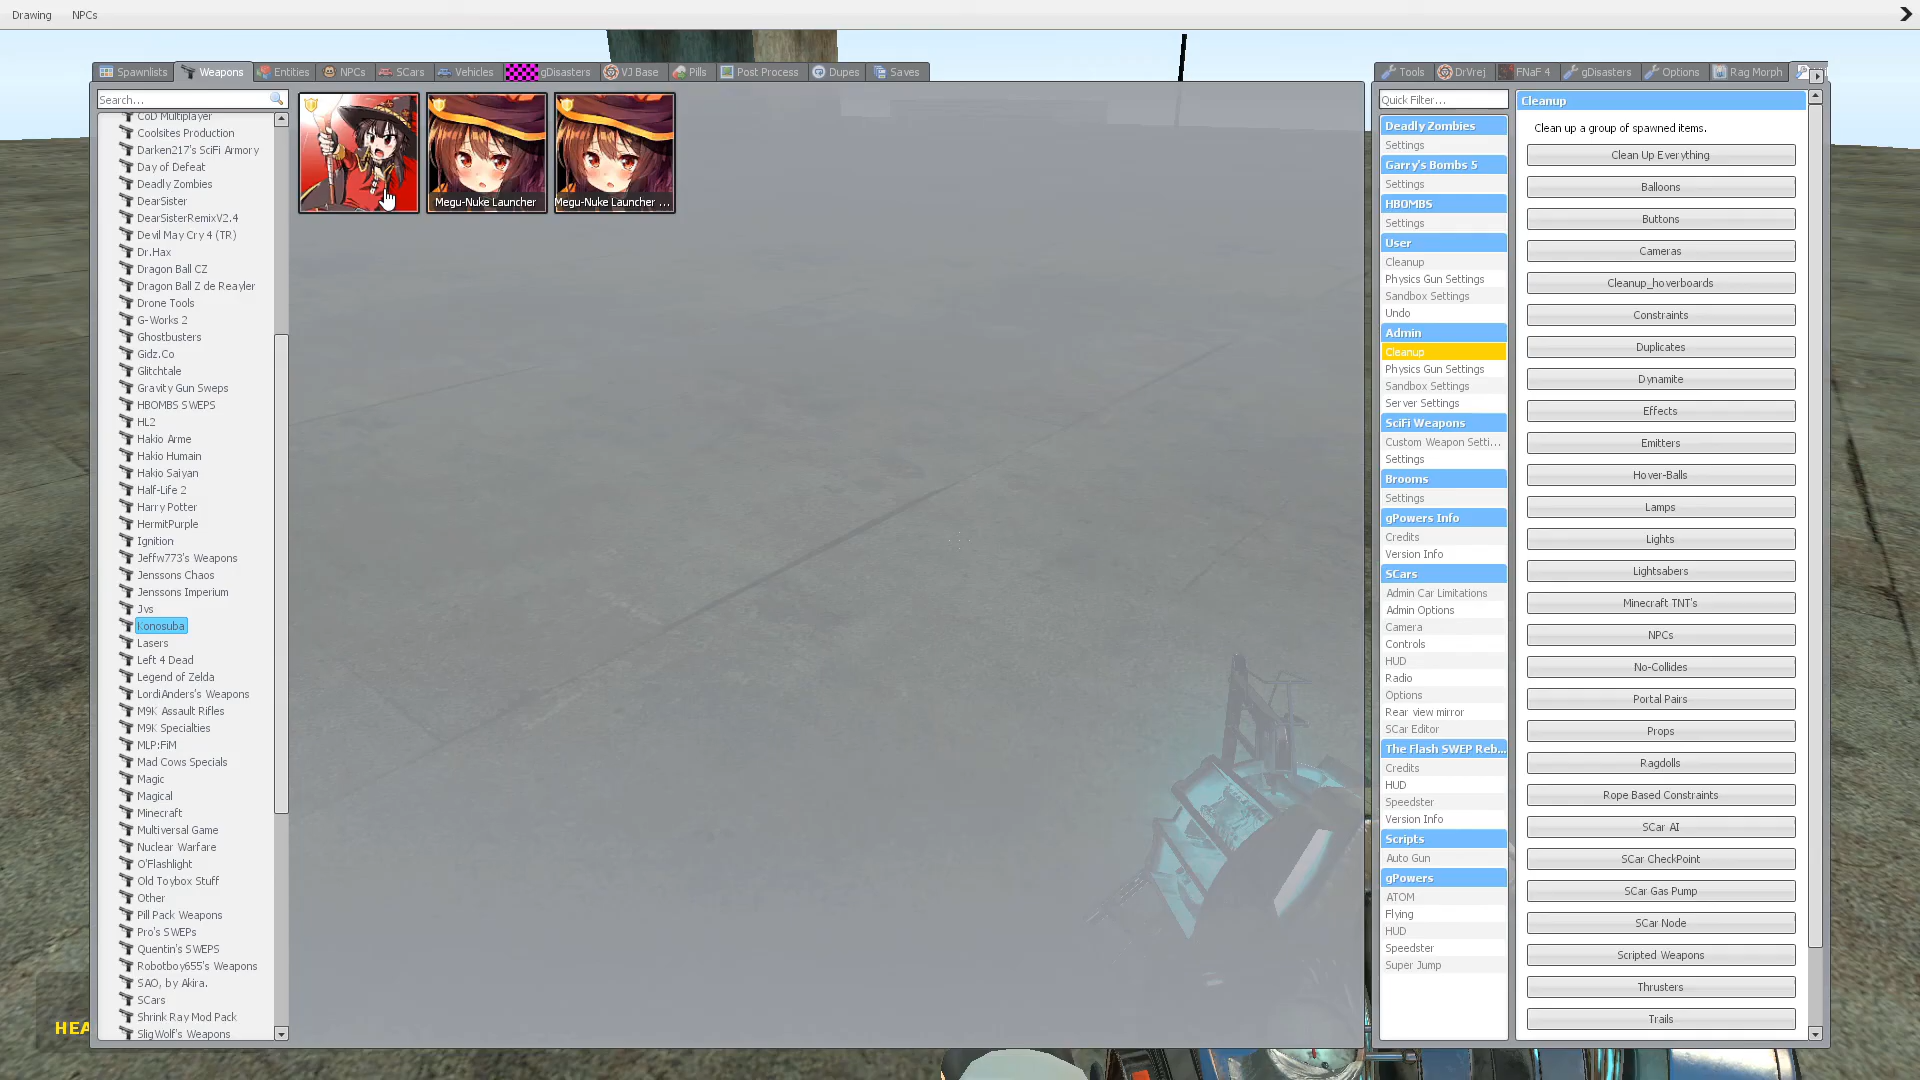 Drawing NPCs
Spawnlists Weapons Entities NPCs SCars Vehicles gDisasters VJ Base Pills Post Process Dupes Saves
Search...
CoD Multiplayer
Coolsites Production
Darken217's SciFi Armory
Day of Defeat
Deadly Zombies
DearSister
DearSisterRemixV2.4
Devil May Cry 4 (TR)
Dr.Hax
Dragon Ball CZ
Dragon Ball Z de Reayler
Drone Tools
G-Works 2
Ghostbusters
Gidz.Co
Glitchtale
Gravity Gun Sweps
HBOMBS SWEPS
HL2
Hakio Arme
Hakio Humain
Hakio Saiyan
Half-Life 2
Harry Potter
HermitPurple
Ignition
Jeffw773's Weapons
Jenssons Chaos
Jenssons Imperium
Jvs
Konosuba
Lasers
Left 4 Dead
Legend of Zelda
LordiAnders's Weapons
M9K Assault Rifles
M9K Specialties
MLP:FiM
Mad Cows Specials
Magic
Magical
Minecraft
Multiversal Game
Nuclear Warfare
O'Flashlight
Old Toybox Stuff
Other
Pill Pack Weapons
Pro's SWEPs
Quentin's SWEPS
Robotboy655's Weapons
SAO, by Akira.
SCars
Shrink Ray Mod Pack
SligWolf's Weapons
Megu-Nuke Launcher
Megu-Nuke Launcher ...
HEA
Tools DrVrej FNaF 4 gDisasters Options Rag Morph
Quick Filter...
Deadly Zombies
Settings
Garry's Bombs 5
Settings
HBOMBS
Settings
User
Cleanup
Physics Gun Settings
Sandbox Settings
Undo
Admin
Cleanup
Physics Gun Settings
Sandbox Settings
Server Settings
SciFi Weapons
Custom Weapon Setti...
Settings
Brooms
Settings
gPowers Info
Credits
Version Info
SCars
Admin Car Limitations
Admin Options
Camera
Controls
HUD
Radio
Options
Rear view mirror
SCar Editor
The Flash SWEP Reb...
Credits
HUD
Speedster
Version Info
Scripts
Auto Gun
gPowers
ATOM
Flying
HUD
Speedster
Super Jump
Cleanup
Clean up a group of spawned items.
Clean Up Everything
Balloons
Buttons
Cameras
Cleanup_hoverboards
Constraints
Duplicates
Dynamite
Effects
Emitters
Hover-Balls
Lamps
Lights
Lightsabers
Minecraft TNT's
NPCs
No-Collides
Portal Pairs
Props
Ragdolls
Rope Based Constraints
SCar AI
SCar CheckPoint
SCar Gas Pump
SCar Node
Scripted Weapons
Thrusters
Trails